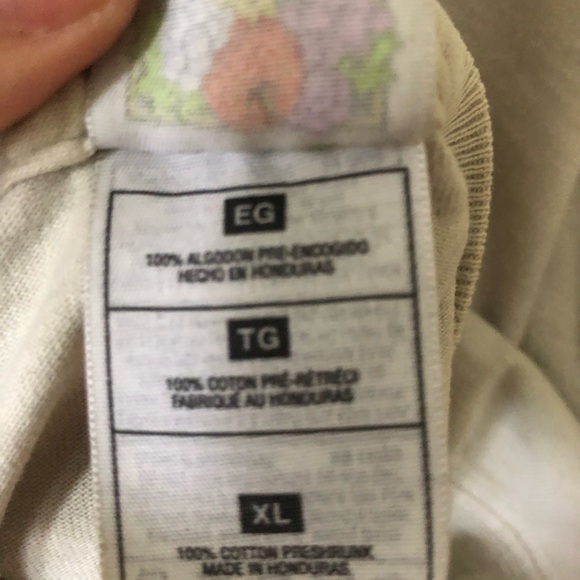 EG
100% ALGODON PRE-ENCOGIDO
HECHO EN HONDURAS
TG
100% COTON PRÉ-RÉTRÉCI
FABRIQUÉ AU HONDURAS
XL
100% COTTON PRESHRUNK
MADE IN HONDURAS